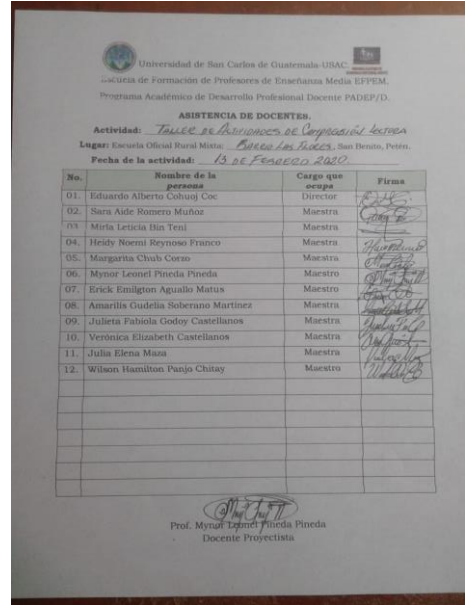 Universidad de San Carlos de Guatemala-USAC.
Escuela de Formación de Profesores de Enseñanza Media EFPEM.
Programa Académico de Desarrollo Profesional Docente PADEP/D.
ASISTENCIA DE DOCENTES.
Actividad: TALLER DE ACTIVIDADES DE COMPRENSIÓN LECTORA
Lugar: Escuela Oficial Rural Mixta: BARRIO LAS FLORES, San Benito, Petén.
Fecha de la actividad: 13 DE FEBRERO 2020.
No. Nombre de la persona Cargo que ocupa Firma
01. Eduardo Alberto Cohuoj Coc Director
02. Sara Aide Romero Muñoz Maestra
03. Mirla Leticia Itin Teni Maestra
04. Heidy Noemi Reynoso Franco Maestra
05. Margarita Chub Corzo Maestra
06. Mynor Leonel Pineda Pineda Maestro
07. Erick Emilgton Aguallo Matus Maestro
08. Amarilis Gudelia Soberano Martínez Maestra
09. Julieta Fabiola Godoy Castellanos Maestra
10. Verónica Elizabeth Castellanos Maestra
11. Julia Elena Maza Maestra
12. Wilson Hamilton Panjo Chitay Maestro
Prof. Mynor Leonel Pineda Pineda
Docente Proyectista